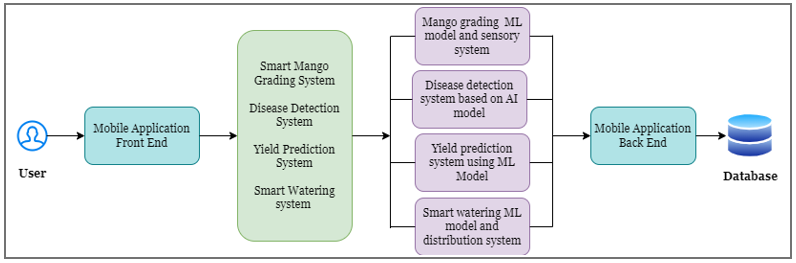 User
Mobile Application
Front End
Smart Mango
Grading System
Disease Detection
System
Yield Prediction
System
Smart Watering
system
Mango grading ML
model and sensory
system
Disease detection
system based on AI
model
Yield prediction
system using ML
Model
Smart watering ML
model and
distribution system
Mobile Application
Back End
Database